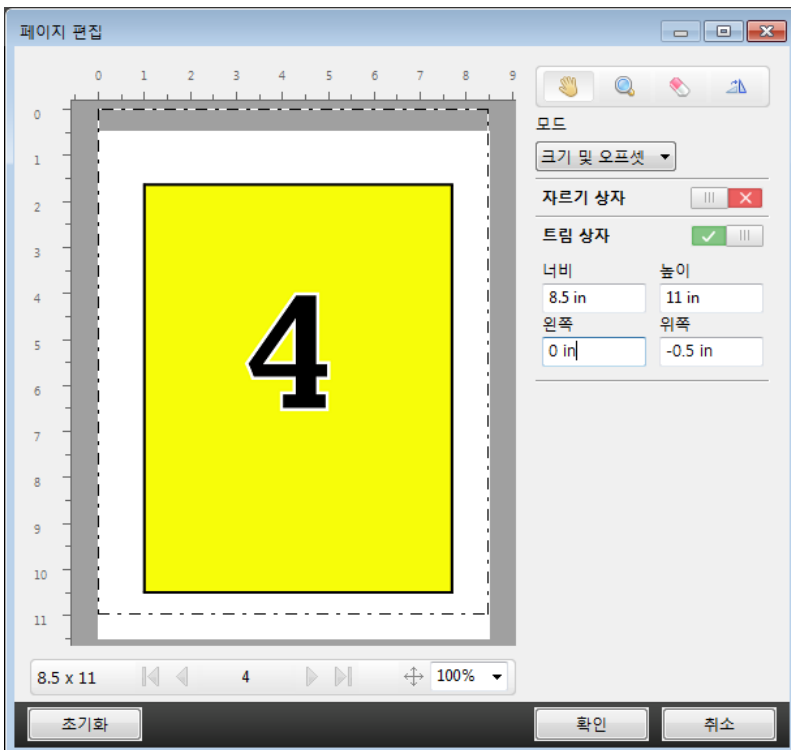 페이지 편집
0 1 2 3 4 5 6 7 8 9
0
1
2
3
4
5
6
7
8
9
10
11
4
모드
크기 및 오프셋
자르기 상자
트림 상자
너비 높이
8.5 in 11 in
왼쪽 위쪽
0 in -0.5 in
8.5 x 11 4 100%
초기화 확인 취소